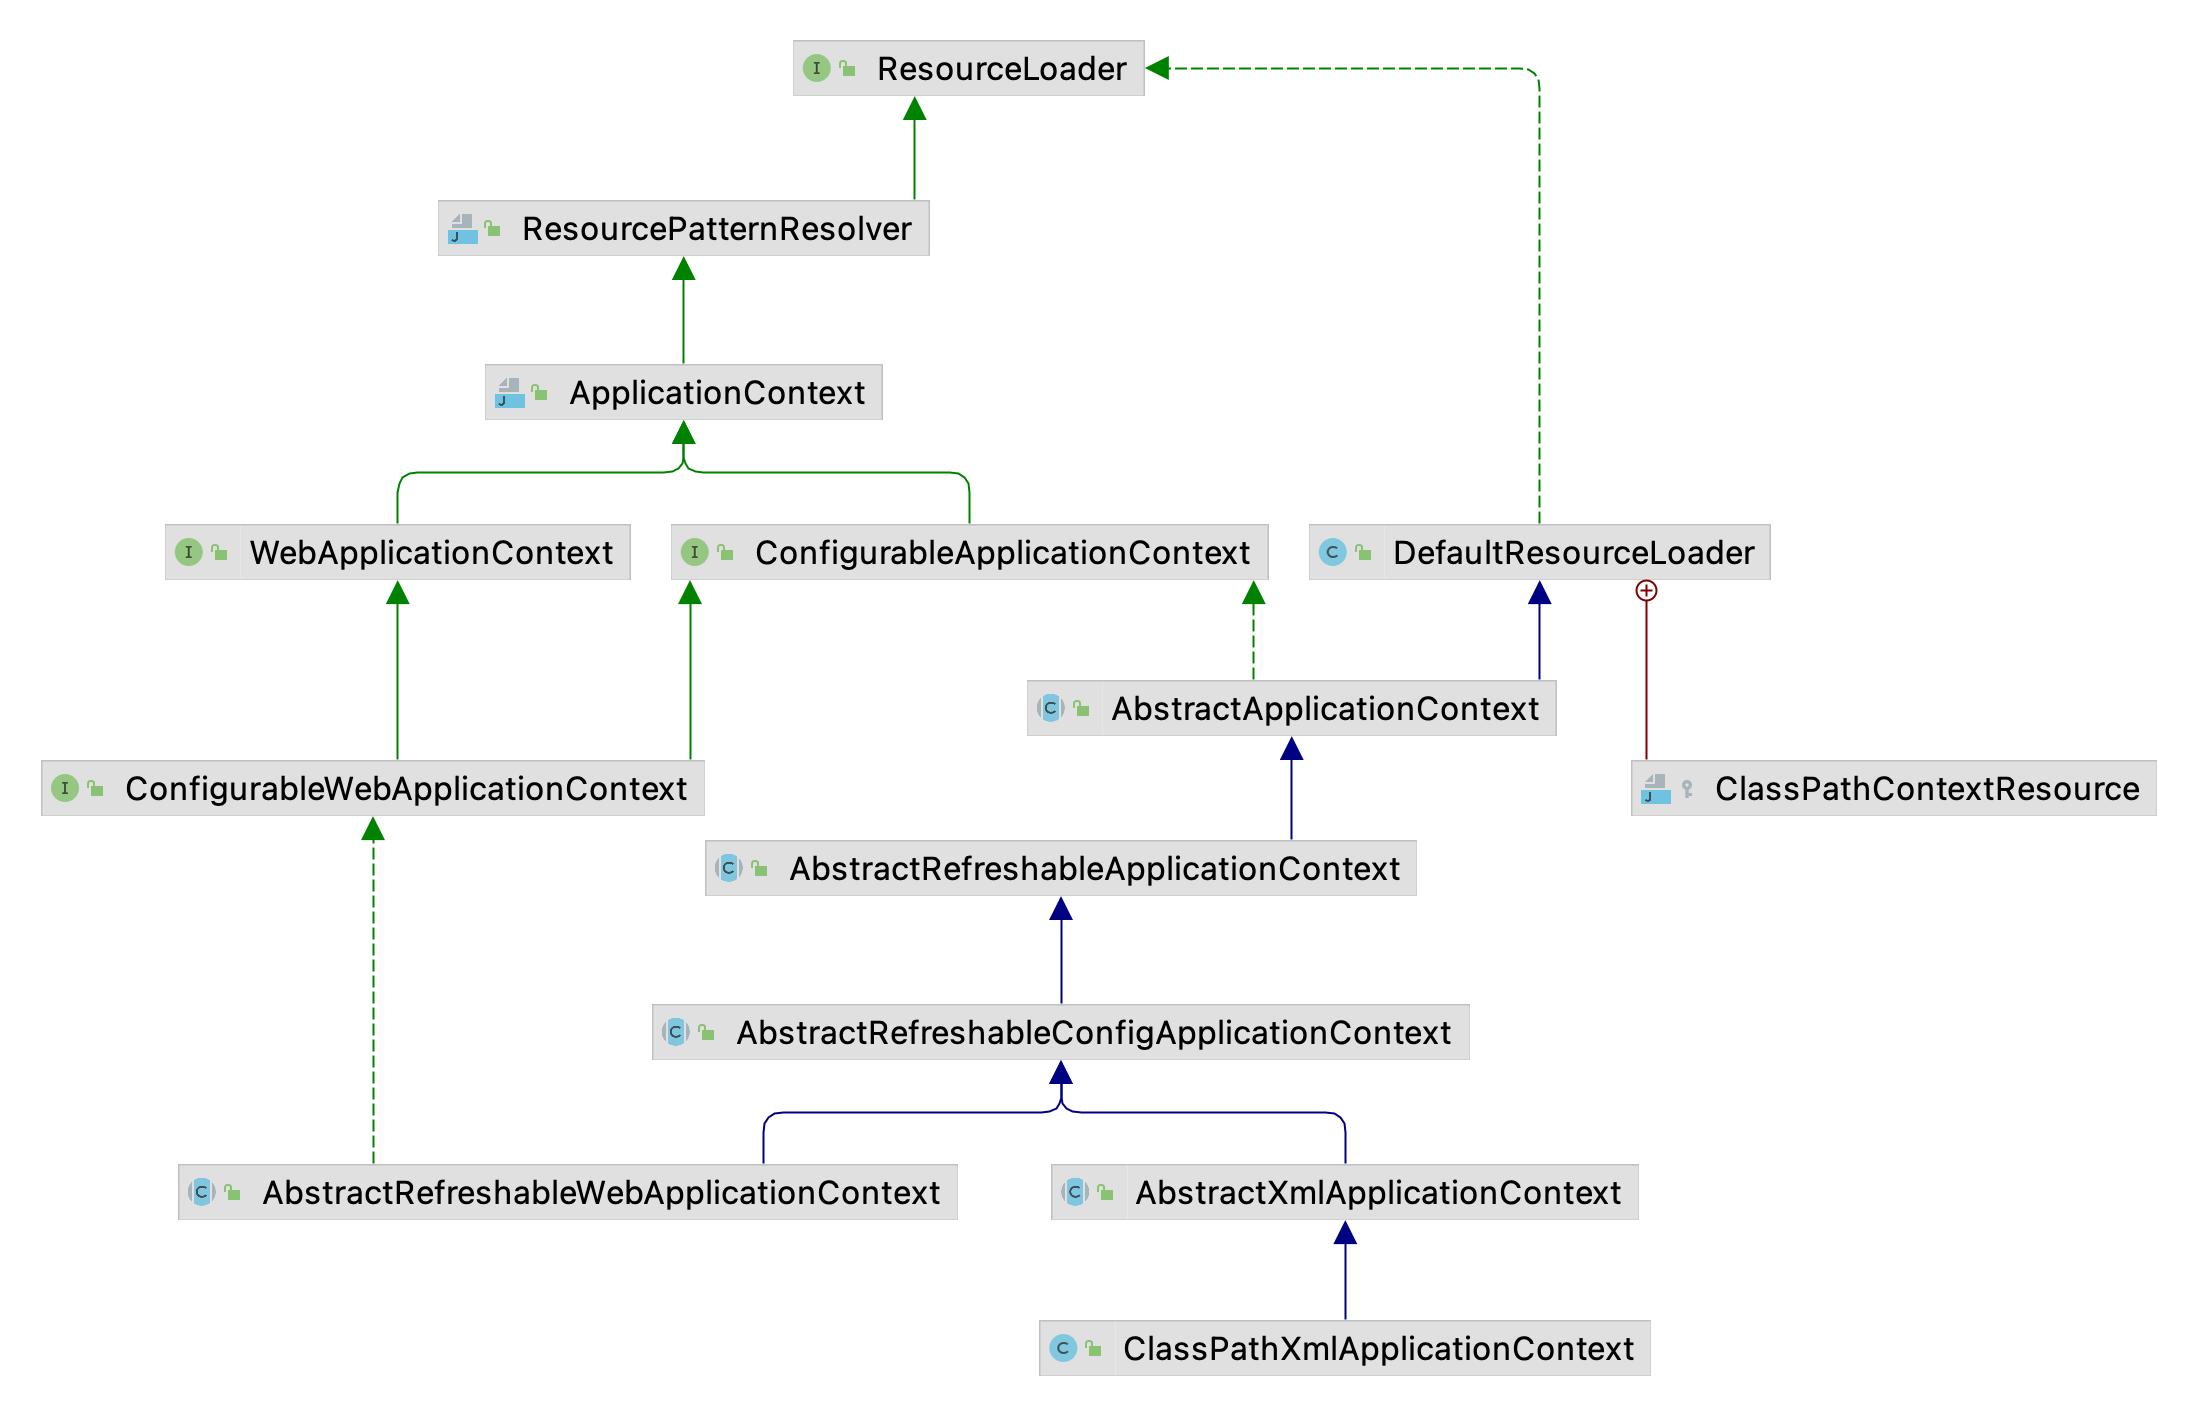 ResourceLoader
ResourcePatternResolver
ApplicationContext
WebApplicationContext
ConfigurableApplicationContext
DefaultResourceLoader
AbstractApplicationContext
ConfigurableWebApplicationContext
ClassPathContextResource
AbstractRefreshableApplicationContext
AbstractRefreshableConfigApplicationContext
AbstractRefreshableWebApplicationContext
AbstractXmlApplicationContext
ClassPathXmlApplicationContext